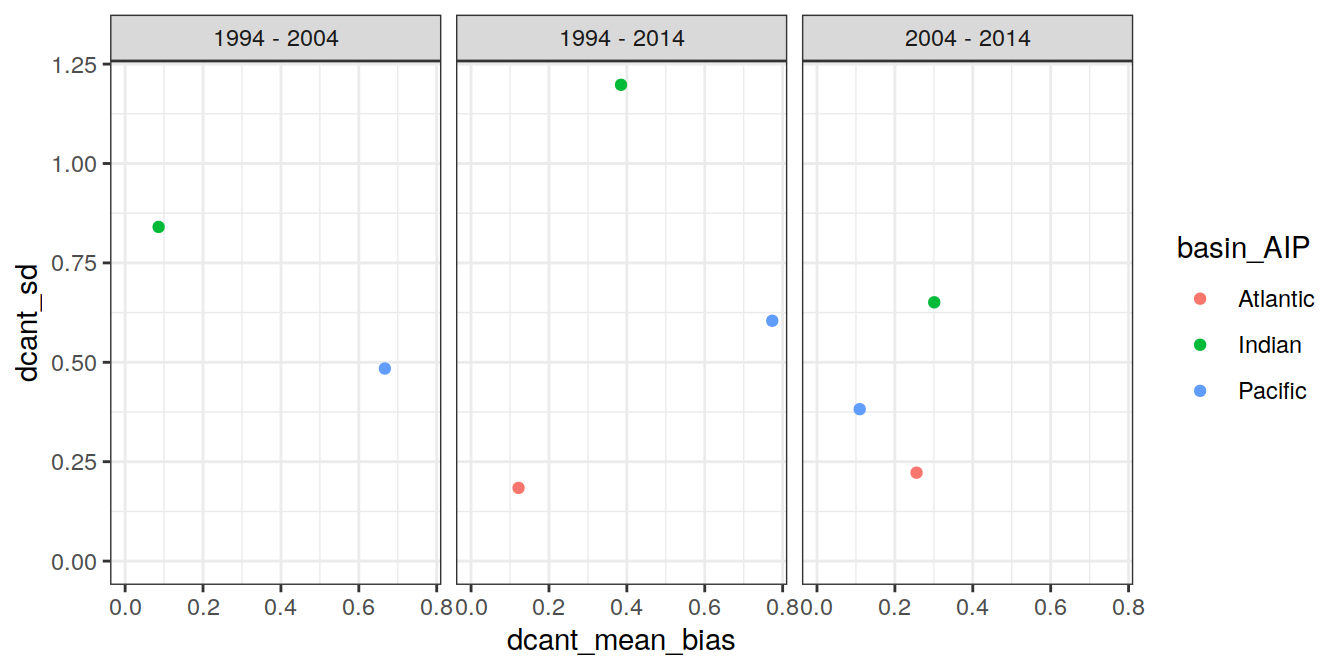 1994 - 2004 1994 - 2014 2004 - 2014
1.25
1.00
0.75
0.50
0.25
0.00
dcant_sd
0.0 0.2 0.4 0.6 0.8 0.0 0.2 0.4 0.6 0.8 0.0 0.2 0.4 0.6 0.8
dcant_mean_bias
basin_AIP
Atlantic
Indian
Pacific